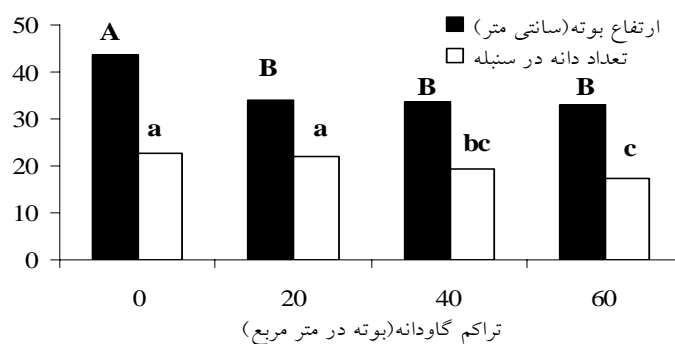 ارتفاع بوته(سانتی متر)
تعداد دانه در سنبله
50
40
30
20
10
0
A
a
B
a
B
bc
B
c
0 20 40 60
تراکم گاودانه(بوته در متر مربع)